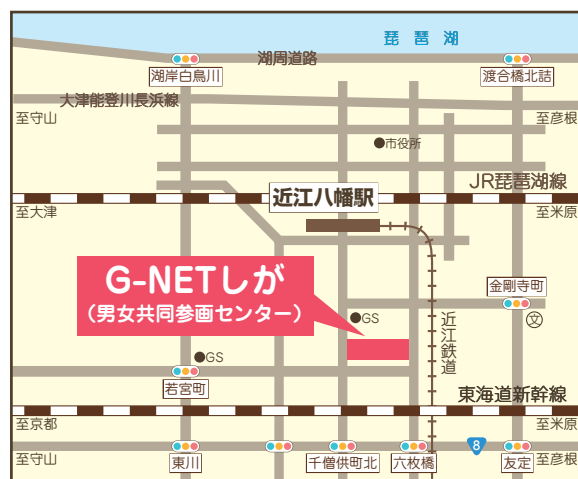 琵琶湖
湖周道路
湖岸白鳥川
渡合橋北詰
大津能登川長浜線
至守山
至彦根
市役所
JR琵琶湖線
近江八幡駅
至大津
至米原
G-NETしが
（男女共同参画センター）
金剛寺町
GS
文
近江鉄道
GS
若宮町
東海道新幹線
至京都
至米原
8
至守山
東川
千僧供町北
六枚橋
友定
至彦根